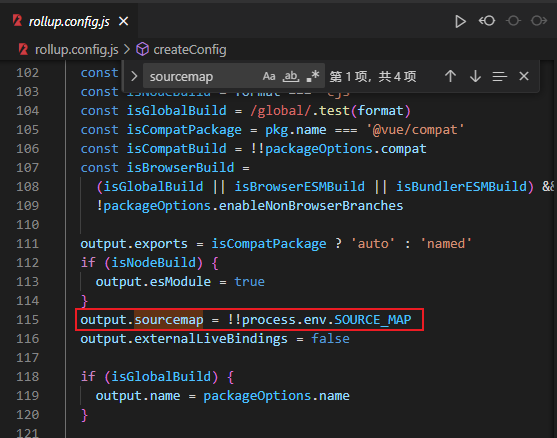 rollup.config.js
rollup.config.js > createConfig
sourcemap Aa ab .* 第 1 项, 共 4 项
102 const
103 const
104 const isGlobalBuild = /global/.test(format)
105 const isCompatPackage = pkg.name === '@vue/compat'
106 const isCompatBuild = !!packageOptions.compat
107 const isBrowserBuild =
108 (isGlobalBuild || isBrowserESMBuild || isBundlerESMBuild) &&
109 !packageOptions.enableNonBrowserBranches
110
111 output.exports = isCompatPackage ? 'auto' : 'named'
112 if (isNodeBuild) {
113 output.esModule = true
114 }
115 output.sourcemap = !!process.env.SOURCE_MAP
116 output.externalLiveBindings = false
117
118 if (isGlobalBuild) {
119 output.name = packageOptions.name
120 }
121